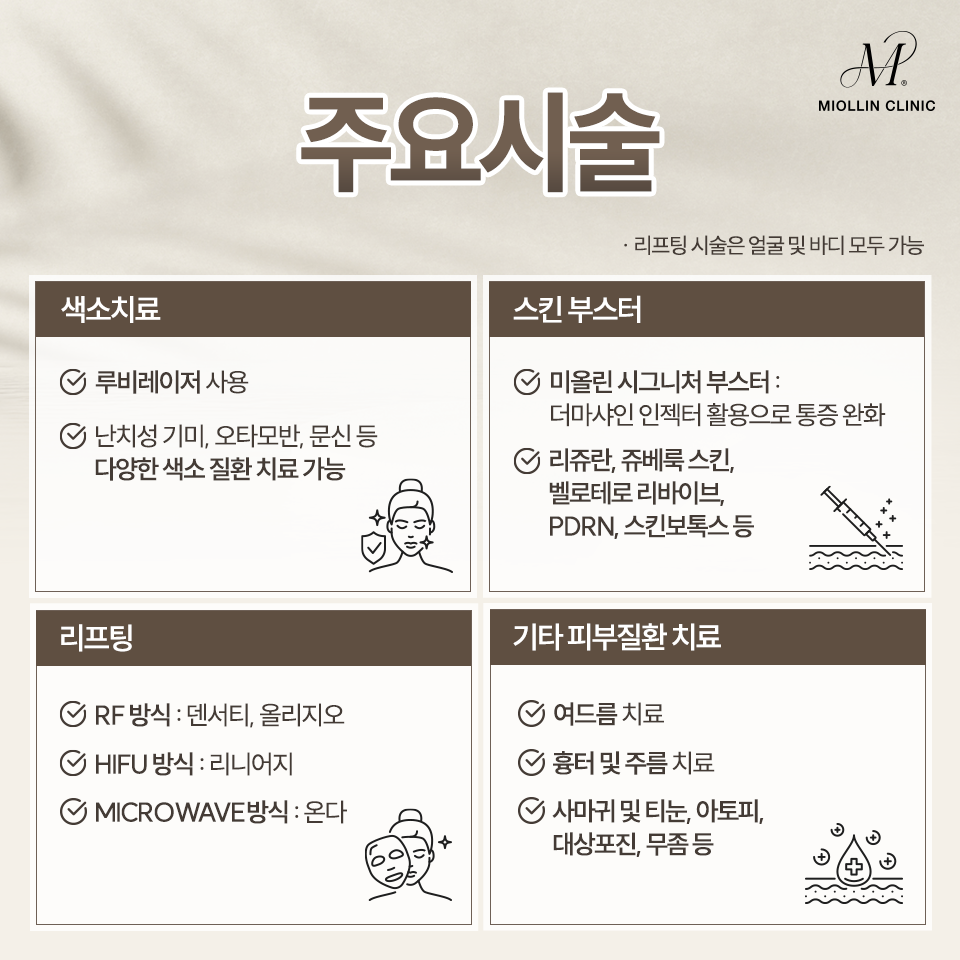 M®
MIOLLIN CLINIC
주요시술
· 리프팅 시술은 얼굴 및 바디 모두 가능
색소치료
루비레이저 사용
난치성 기미, 오타모반, 문신 등
다양한 색소 질환 치료 가능
스킨 부스터
미올린 시그니처 부스터 :
더마샤인 인젝터 활용으로 통증 완화
리쥬란, 쥬베룩 스킨,
벨로테로 리바이브,
PDRN, 스킨보톡스 등
리프팅
RF 방식 : 덴서티, 올리지오
HIFU 방식 : 리니어지
MICROWAVE방식 : 온다
기타 피부질환 치료
여드름 치료
흉터 및 주름 치료
사마귀 및 티눈, 아토피,
대상포진, 무좀 등